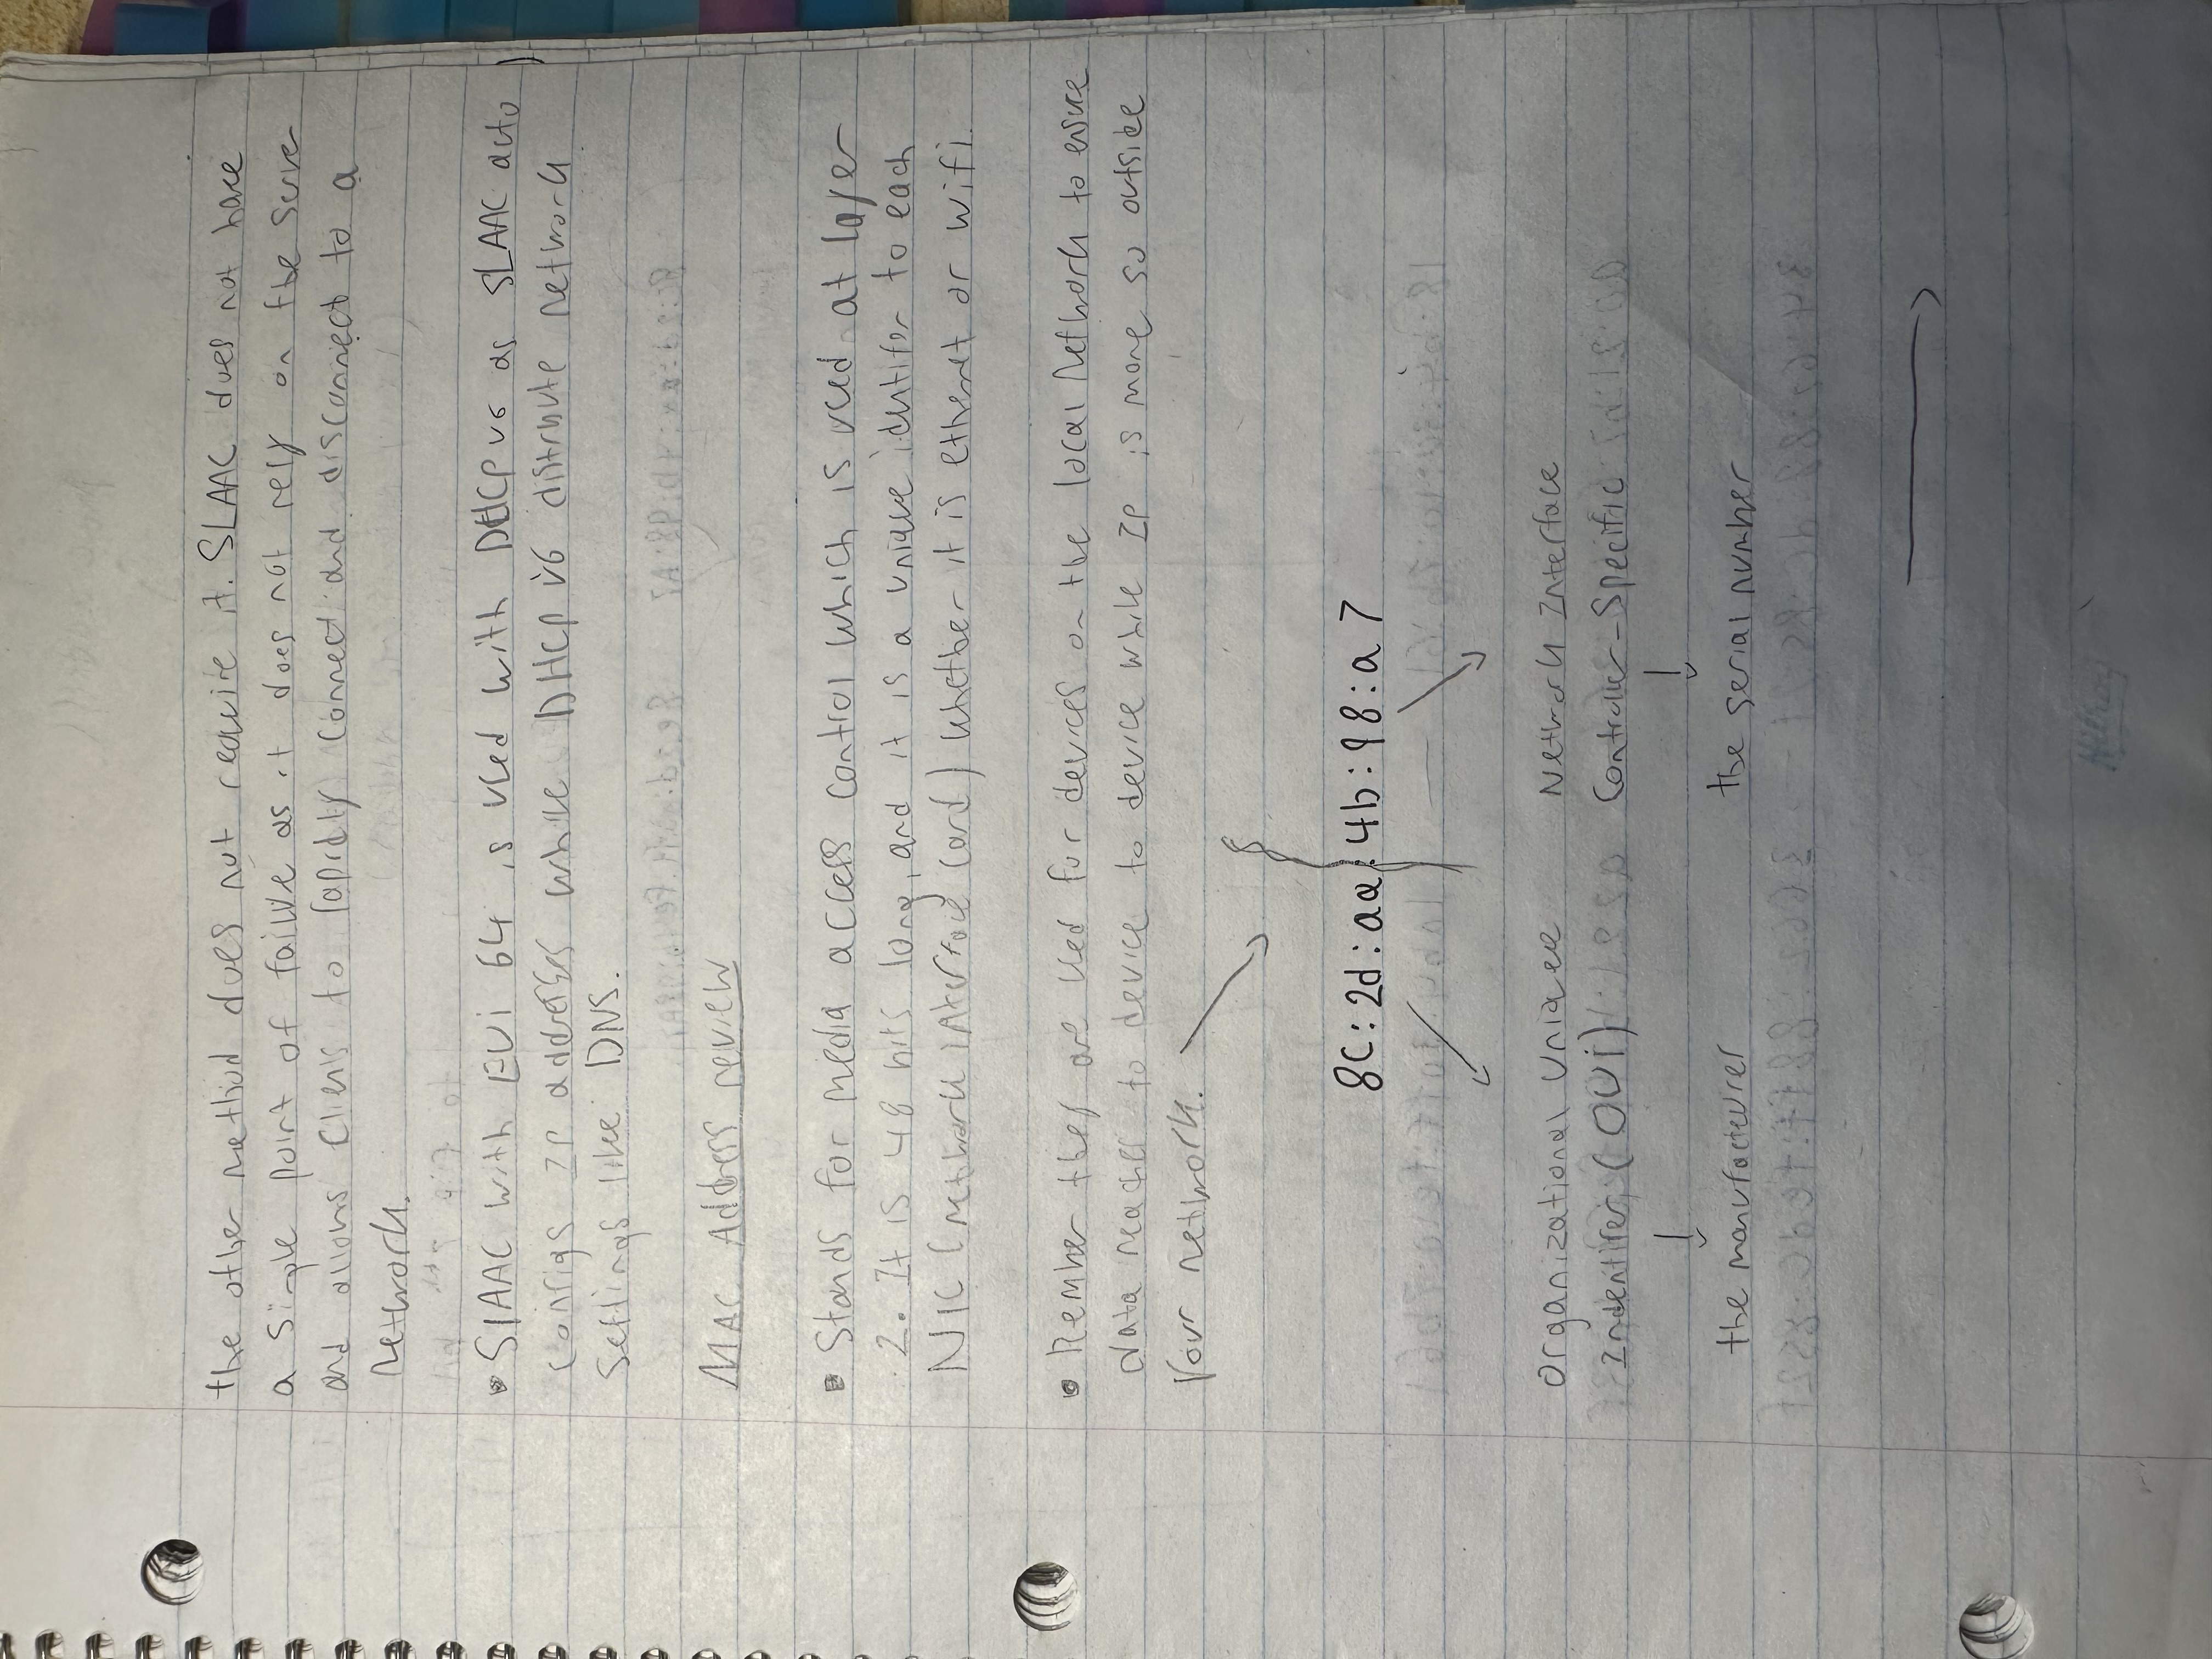 the other method does not require it. SLAAC does not have
a single point of failure as it does not rely on the server
and allows clients to rapidly connect and disconnect to a
network.
• SLAAC with EUi 64 is used with DHCPv6 as SLAAC auto
configs IP addresses while DHCP v6 distribute network
settings like DNS.
MAC Address review
• Stands for media access control which is used at layer
2. It is 48 bits long, and it is a unique identifer to each
NIC (network interface card) whether it is ethernet or wifi.
• Rember they are used for devices on the local network to ensure
data reaches to device to device while IP is more so outside
your network.
8c:2d:aa:4b:98:a7
Organizational Unique Network Interface
Indentifer (OUi) Controller-Specific
the manufacturer the serial number
Hilroy